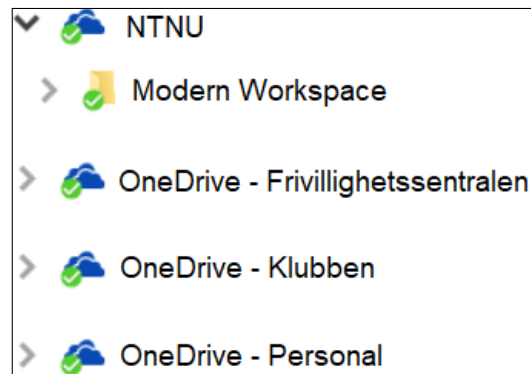 NTNU
Modern Workspace
OneDrive - Frivillighetssentralen
OneDrive - Klubben
OneDrive - Personal